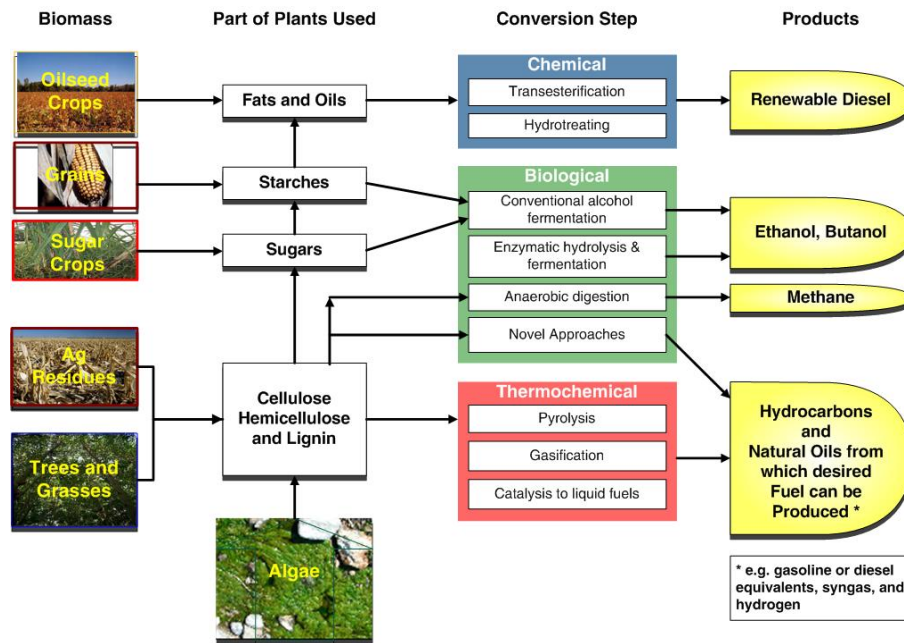 Biomass
Part of Plants Used
Conversion Step
Products
Oilseed
Crops
Fats and Oils
Chemical
Transesterification
Hydrotreating
Renewable Diesel
Grains
Starches
Sugar
Crops
Sugars
Biological
Conventional alcohol
fermentation
Enzymatic hydrolysis &
fermentation
Anaerobic digestion
Novel Approaches
Ethanol, Butanol
Methane
Ag
Residues
Trees and
Grasses
Cellulose
Hemicellulose
and Lignin
Algae
Thermochemical
Pyrolysis
Gasification
Catalysis to liquid fuels
Hydrocarbons
and
Natural Oils from
which desired
Fuel can be
Produced *
* e.g. gasoline or diesel
equivalents, syngas, and
hydrogen